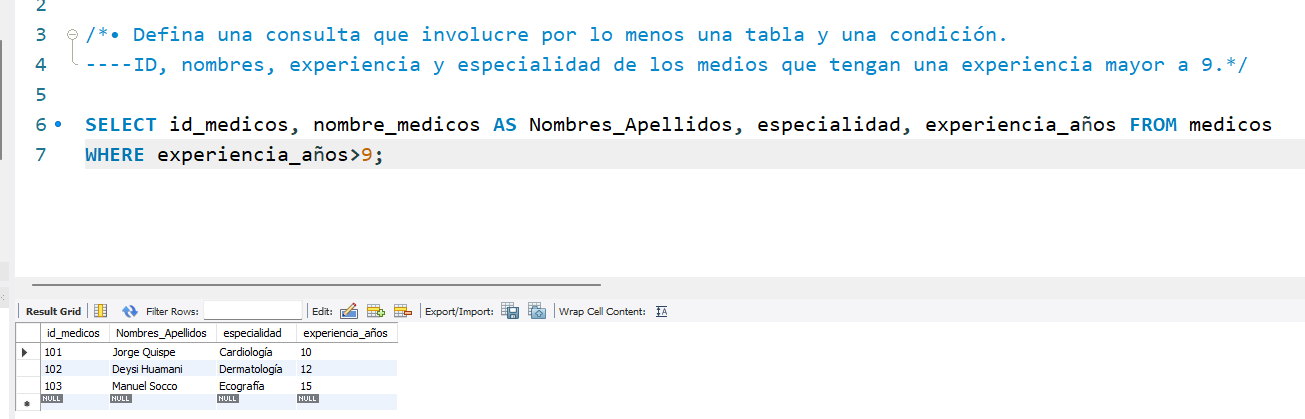 2
3 /*• Defina una consulta que involucre por lo menos una tabla y una condición.
4 ----ID, nombres, experiencia y especialidad de los medios que tengan una experiencia mayor a 9.*/
5
6 SELECT id_medicos, nombre_medicos AS Nombres_Apellidos, especialidad, experiencia_años FROM medicos
7 WHERE experiencia_años>9;
Result Grid Filter Rows: Edit: Export/Import: Wrap Cell Content: IA
id_medicos Nombres_Apellidos especialidad experiencia_años
101 Jorge Quispe Cardiología 10
102 Deysi Huamani Dermatología 12
103 Manuel Socco Ecografía 15
NULL NULL NULL NULL